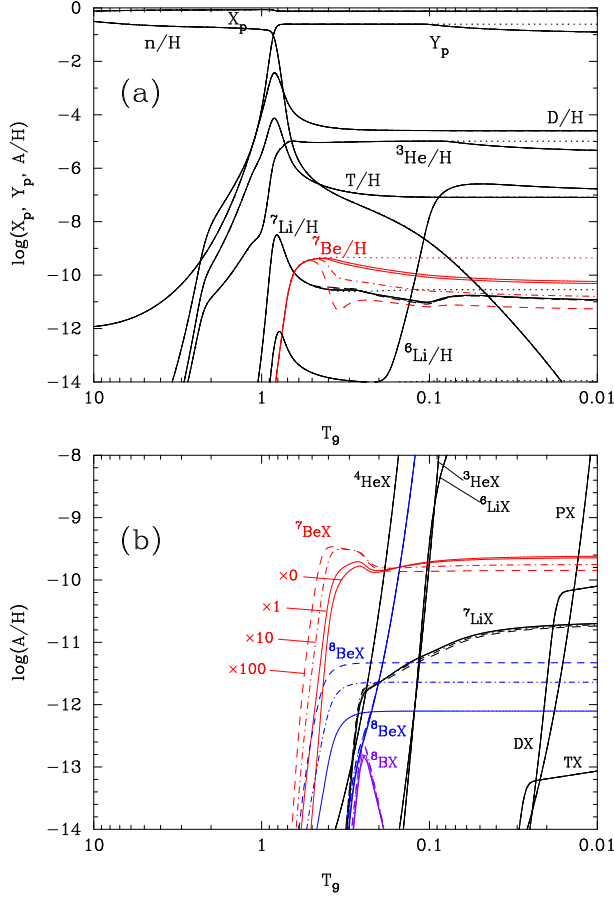 0
−2
−4
−6
−8
−10
−12
−14
log(X_p, Y_p, A/H)
(a)
X_p
n/H
Y_p
D/H
³He/H
T/H
⁷Li/H
⁷Be/H
⁶Li/H
10
1
0.1
0.01
T₉
−8
−9
−10
−11
−12
−13
−14
log(A/H)
(b)
⁴HeX
³HeX
⁶LiX
PX
⁷BeX
×0
×1
×10
×100
⁷LiX
⁸BeX
⁸BeX
⁸BX
DX
TX
10
1
0.1
0.01
T₉